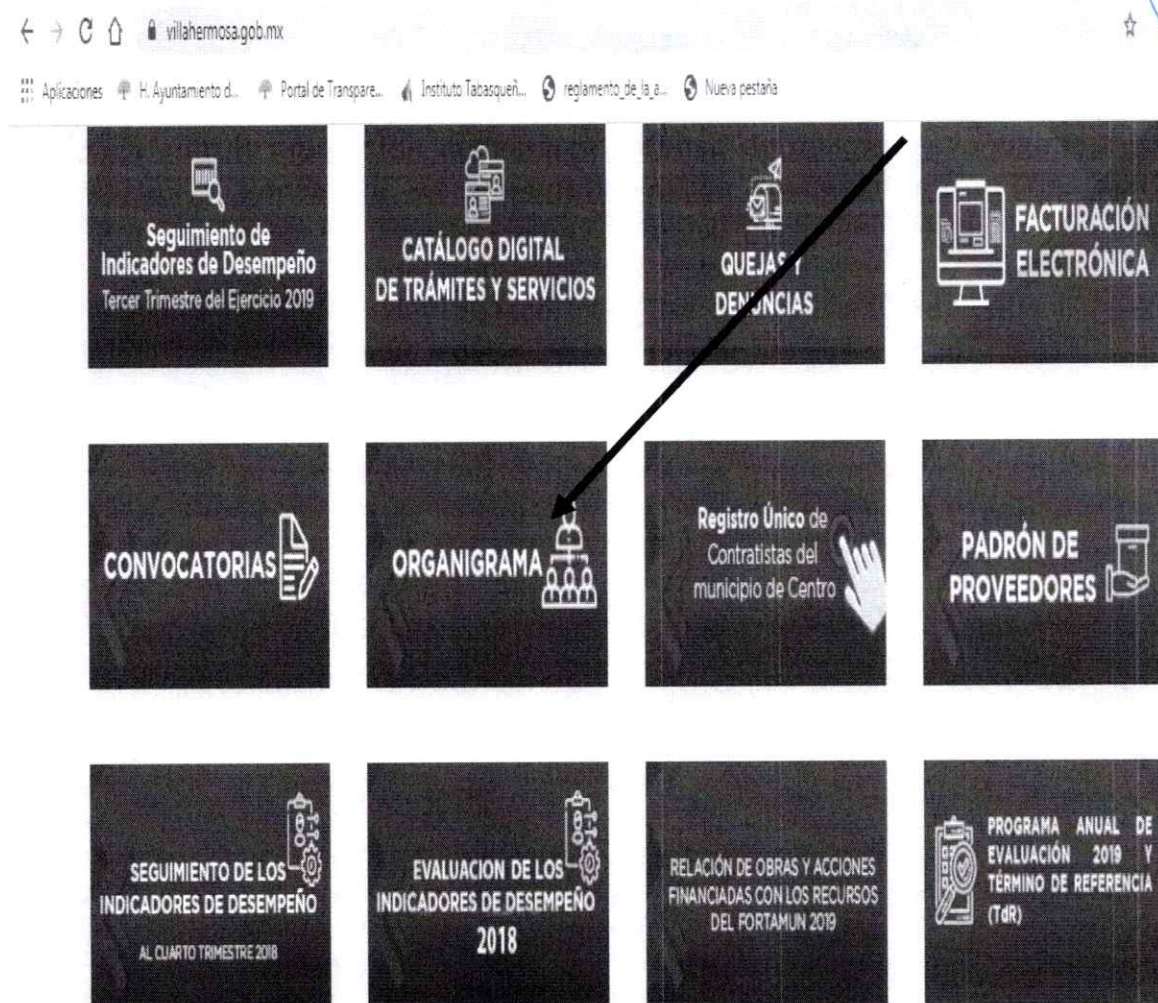 villahermosa.gob.mx
Aplicaciones H. Ayuntamiento d... Portal de Transpare... Instituto Tabasqueñ... reglamento_de_la_a... Nueva pestaña
Seguimiento de
Indicadores de Desempeño
Tercer Trimestre del Ejercicio 2019
CATÁLOGO DIGITAL
DE TRÁMITES Y SERVICIOS
QUEJAS Y
DENUNCIAS
FACTURACIÓN
ELECTRÓNICA
CONVOCATORIAS
ORGANIGRAMA
Registro Único de
Contratistas del
municipio de Centro
PADRÓN DE
PROVEEDORES
SEGUIMIENTO DE LOS
INDICADORES DE DESEMPEÑO
AL CUARTO TRIMESTRE 2018
EVALUACION DE LOS
INDICADORES DE DESEMPEÑO
2018
RELACIÓN DE OBRAS Y ACCIONES
FINANCIADAS CON LOS RECURSOS
DEL FORTAMUN 2019
PROGRAMA ANUAL DE
EVALUACIÓN 2019 Y
TÉRMINO DE REFERENCIA
(TdR)